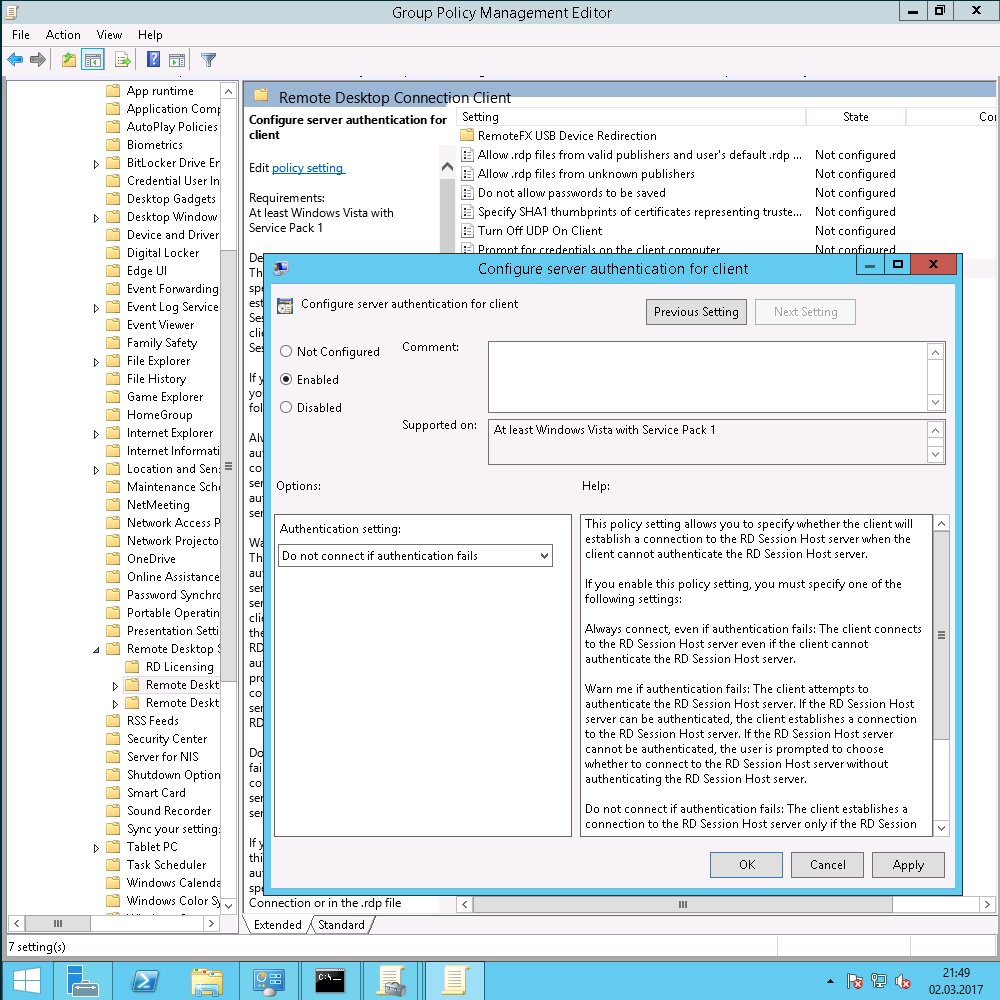 Group Policy Management Editor
File Action View Help
App runtime
Application Comp
AutoPlay Policies
Biometrics
BitLocker Drive En
Credential User In
Desktop Gadgets
Desktop Window
Device and Driver
Digital Locker
Edge UI
Event Forwarding
Event Log Service
Event Viewer
Family Safety
File Explorer
File History
Game Explorer
HomeGroup
Internet Explorer
Internet Informati
Location and Sens
Maintenance Sche
NetMeeting
Network Access P
Network Projecto
OneDrive
Online Assistance
Password Synchro
Portable Operatin
Presentation Setti
Remote Desktop S
RD Licensing
Remote Deskt
Remote Deskt
RSS Feeds
Security Center
Server for NIS
Shutdown Option
Smart Card
Sound Recorder
Sync your settings
Tablet PC
Task Scheduler
Windows Calenda
Windows Color Sy
Remote Desktop Connection Client
Configure server authentication for
client
Edit policy setting
Requirements:
At least Windows Vista with
Service Pack 1
Connection or in the .rdp file
Setting State Co
RemoteFX USB Device Redirection
Allow .rdp files from valid publishers and user's default .rdp ... Not configured
Allow .rdp files from unknown publishers Not configured
Do not allow passwords to be saved Not configured
Specify SHA1 thumbprints of certificates representing truste... Not configured
Turn Off UDP On Client Not configured
Prompt for credentials on the client computer Not configured
Configure server authentication for client
Configure server authentication for client
Previous Setting Next Setting
Not Configured
Enabled
Disabled
Comment:
Supported on:
At least Windows Vista with Service Pack 1
Options:
Help:
Authentication setting:
Do not connect if authentication fails
This policy setting allows you to specify whether the client will
establish a connection to the RD Session Host server when the
client cannot authenticate the RD Session Host server.
If you enable this policy setting, you must specify one of the
following settings:
Always connect, even if authentication fails: The client connects
to the RD Session Host server even if the client cannot
authenticate the RD Session Host server.
Warn me if authentication fails: The client attempts to
authenticate the RD Session Host server. If the RD Session Host
server can be authenticated, the client establishes a connection
to the RD Session Host server. If the RD Session Host server
cannot be authenticated, the user is prompted to choose
whether to connect to the RD Session Host server without
authenticating the RD Session Host server.
Do not connect if authentication fails: The client establishes a
connection to the RD Session Host server only if the RD Session
OK Cancel Apply
Extended Standard
7 setting(s)
21:49
02.03.2017